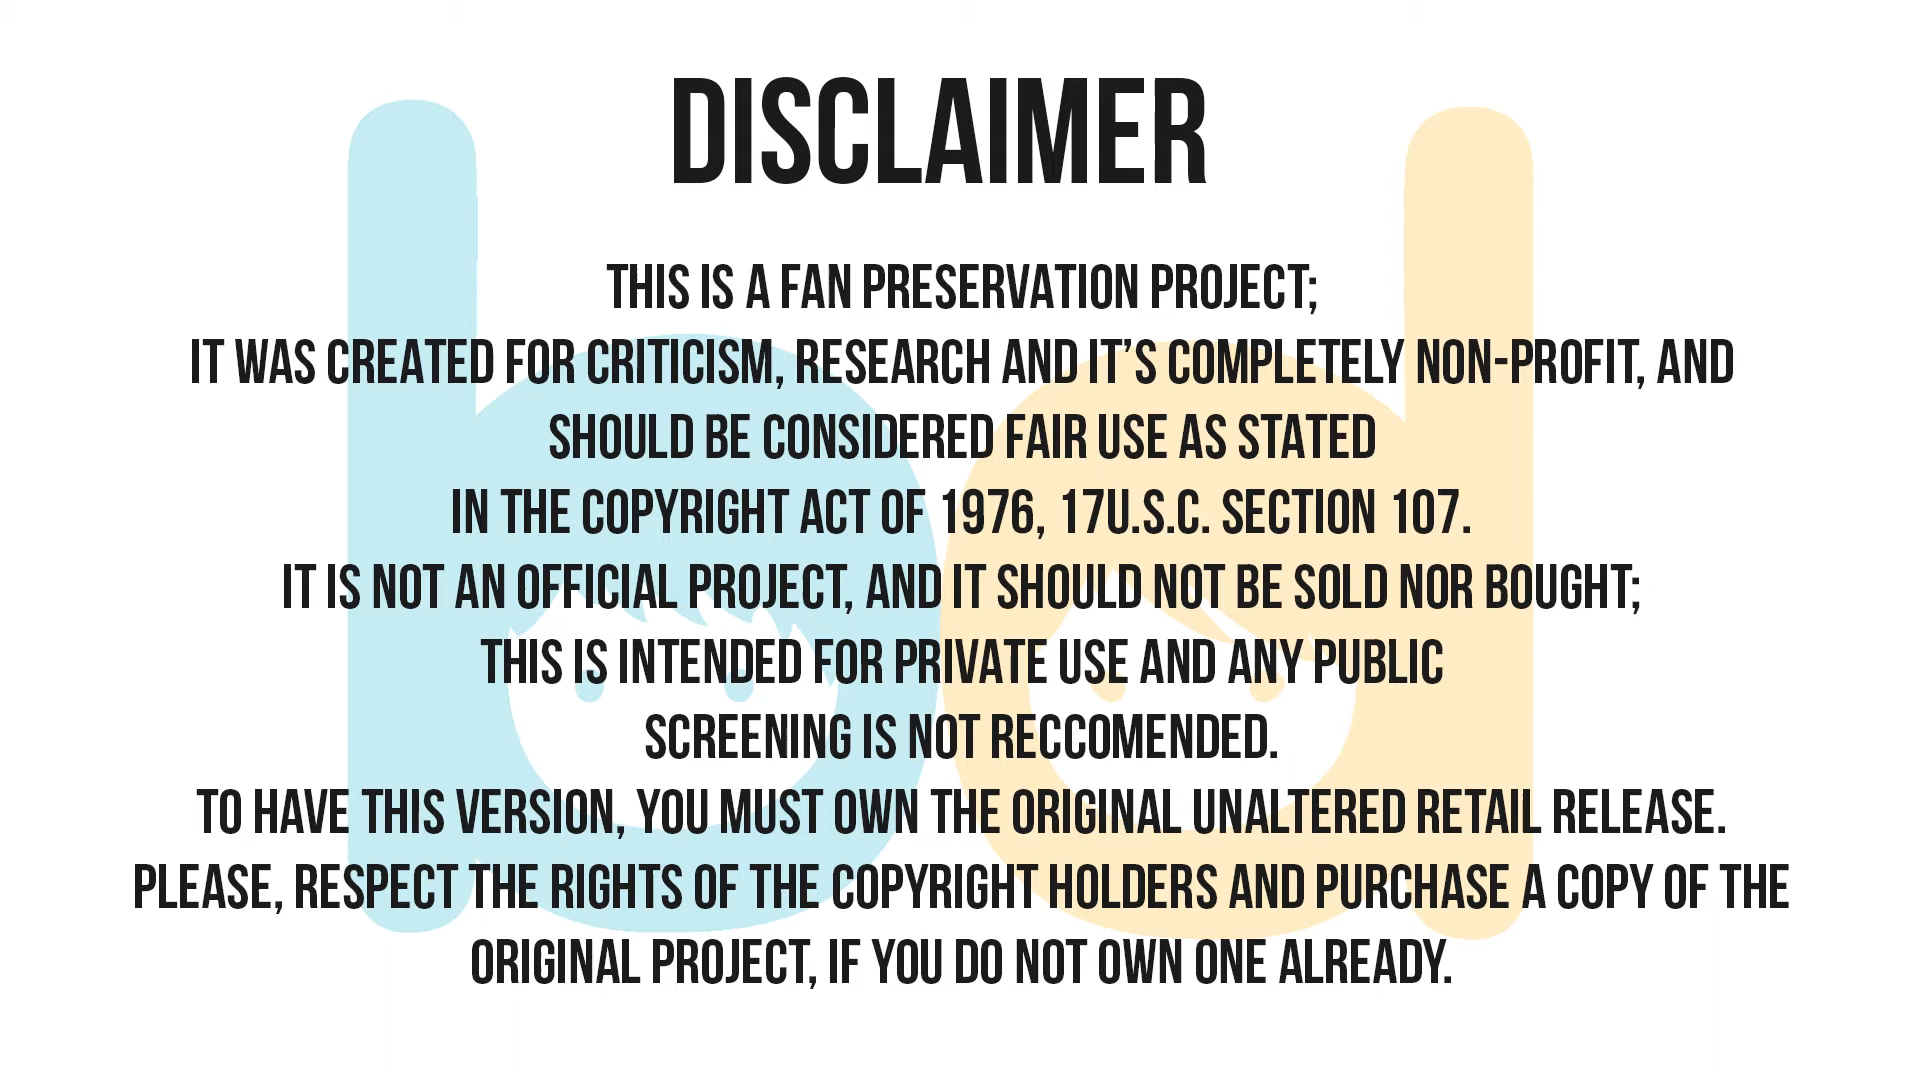 DISCLAIMER
THIS IS A FAN PRESERVATION PROJECT;
IT WAS CREATED FOR CRITICISM, RESEARCH AND IT’S COMPLETELY NON-PROFIT, AND
SHOULD BE CONSIDERED FAIR USE AS STATED
IN THE COPYRIGHT ACT OF 1976, 17U.S.C. SECTION 107.
IT IS NOT AN OFFICIAL PROJECT, AND IT SHOULD NOT BE SOLD NOR BOUGHT;
THIS IS INTENDED FOR PRIVATE USE AND ANY PUBLIC
SCREENING IS NOT RECCOMENDED.
TO HAVE THIS VERSION, YOU MUST OWN THE ORIGINAL UNALTERED RETAIL RELEASE.
PLEASE, RESPECT THE RIGHTS OF THE COPYRIGHT HOLDERS AND PURCHASE A COPY OF THE
ORIGINAL PROJECT, IF YOU DO NOT OWN ONE ALREADY.